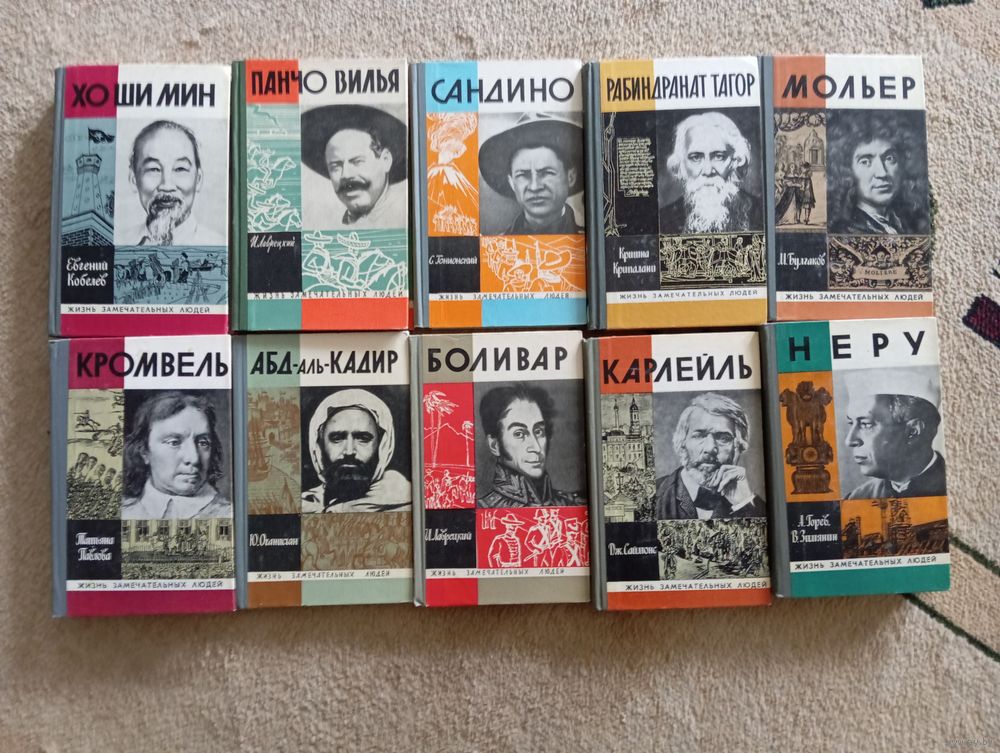 ХО ШИ МИН
Евгений
Кобелев
ЖИЗНЬ ЗАМЕЧАТЕЛЬНЫХ ЛЮДЕЙ
ПАНЧО ВИЛЬЯ
И. Лаврецкий
ЖИЗНЬ ЗАМЕЧАТЕЛЬНЫХ ЛЮДЕЙ
САНДИНО
С. Гонионский
ЖИЗНЬ ЗАМЕЧАТЕЛЬНЫХ ЛЮДЕЙ
РАБИНДРАНАТ ТАГОР
Кришна
Крипалани
ЖИЗНЬ ЗАМЕЧАТЕЛЬНЫХ ЛЮДЕЙ
МОЛЬЕР
М. Булгаков
MOLIERE
ЖИЗНЬ ЗАМЕЧАТЕЛЬНЫХ ЛЮДЕЙ
КРОМВЕЛЬ
Татьяна
Павлова
ЖИЗНЬ ЗАМЕЧАТЕЛЬНЫХ ЛЮДЕЙ
АБД-аль-КАДИР
Ю. Оганисьян
ЖИЗНЬ ЗАМЕЧАТЕЛЬНЫХ ЛЮДЕЙ
БОЛИВАР
И. Лаврецкий
ЖИЗНЬ ЗАМЕЧАТЕЛЬНЫХ ЛЮДЕЙ
КАРЛЕЙЛЬ
Дж. Саймонс
ЖИЗНЬ ЗАМЕЧАТЕЛЬНЫХ ЛЮДЕЙ
НЕРУ
А. Горев,
В. Зимянин
ЖИЗНЬ ЗАМЕЧАТЕЛЬНЫХ ЛЮДЕЙ